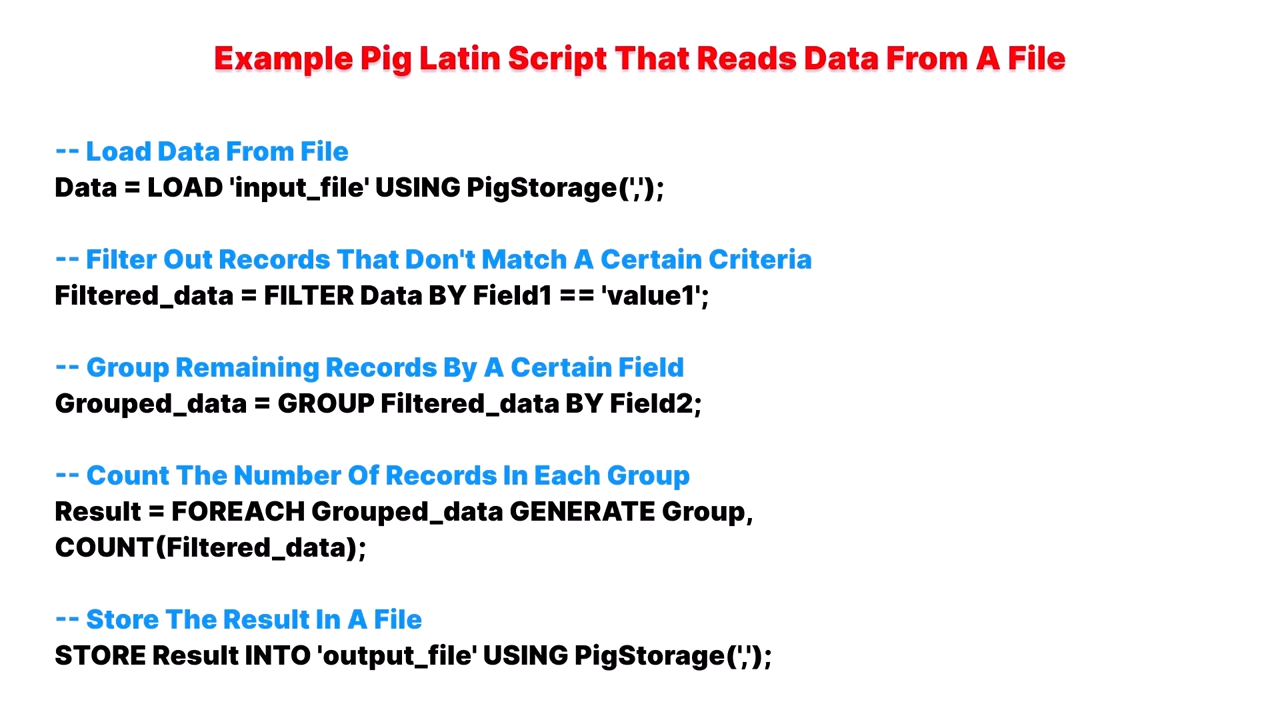 Example Pig Latin Script That Reads Data From A File
-- Load Data From File
Data = LOAD 'input_file' USING PigStorage(',');
-- Filter Out Records That Don't Match A Certain Criteria
Filtered_data = FILTER Data BY Field1 == 'value1';
-- Group Remaining Records By A Certain Field
Grouped_data = GROUP Filtered_data BY Field2;
-- Count The Number Of Records In Each Group
Result = FOREACH Grouped_data GENERATE Group,
COUNT(Filtered_data);
-- Store The Result In A File
STORE Result INTO 'output_file' USING PigStorage(',');